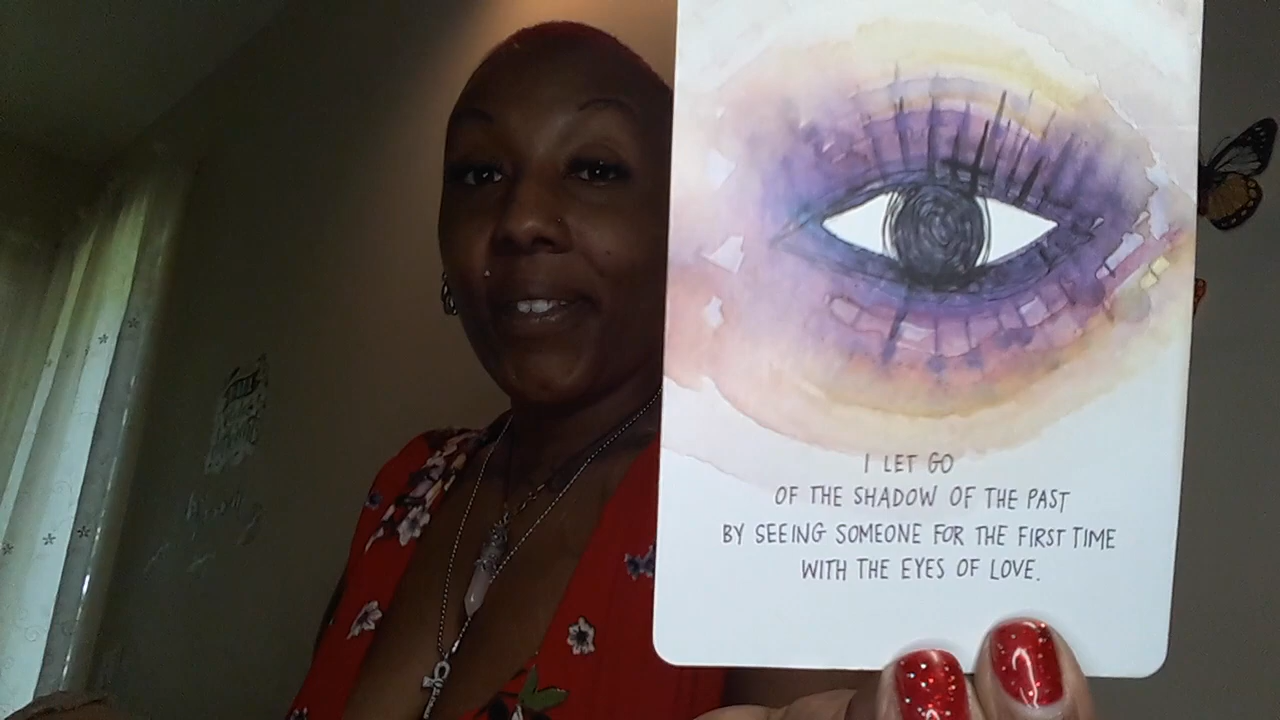 I LET GO
OF THE SHADOW OF THE PAST
BY SEEING SOMEONE FOR THE FIRST TIME
WITH THE EYES OF LOVE.